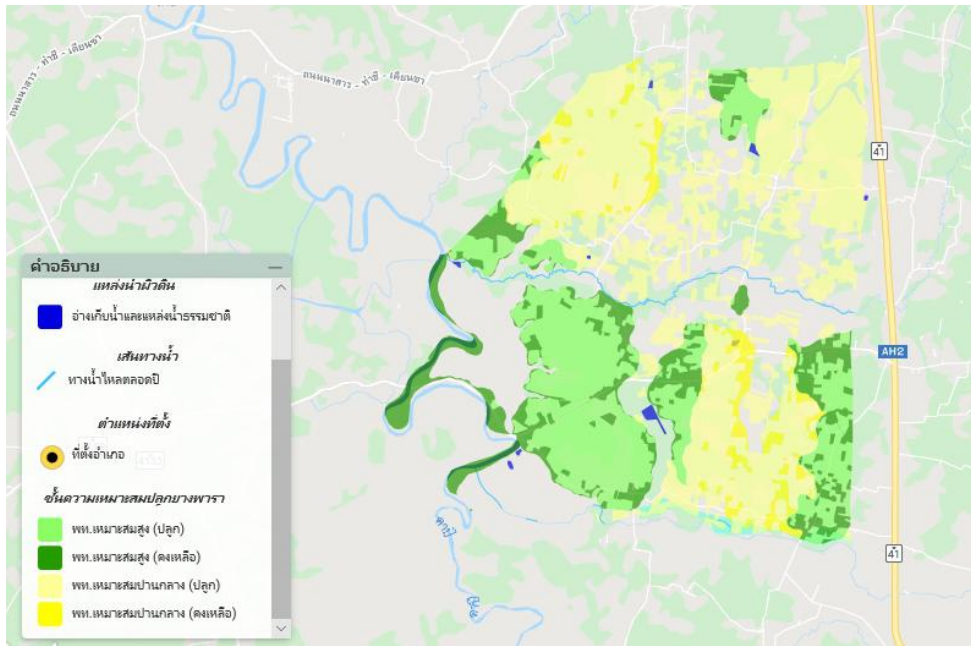 ถนนนาสาร - ท่าชี - เคียนซา
ถนนนาสาร - ท่าชี - เคียนซา
41
คำอธิบาย
แหล่งน้ำผิวดิน
อ่างเก็บน้ำและแหล่งน้ำธรรมชาติ
เส้นทางน้ำ
ทางน้ำไหลตลอดปี
AH2
ตำแหน่งที่ตั้ง
ที่ตั้งอำเภอ
4133
ชั้นความเหมาะสมปลูกยางพารา
พท.เหมาะสมสูง (ปลูก)
พท.เหมาะสมสูง (คงเหลือ)
พท.เหมาะสมปานกลาง (ปลูก)
พท.เหมาะสมปานกลาง (คงเหลือ)
ตาปี
41